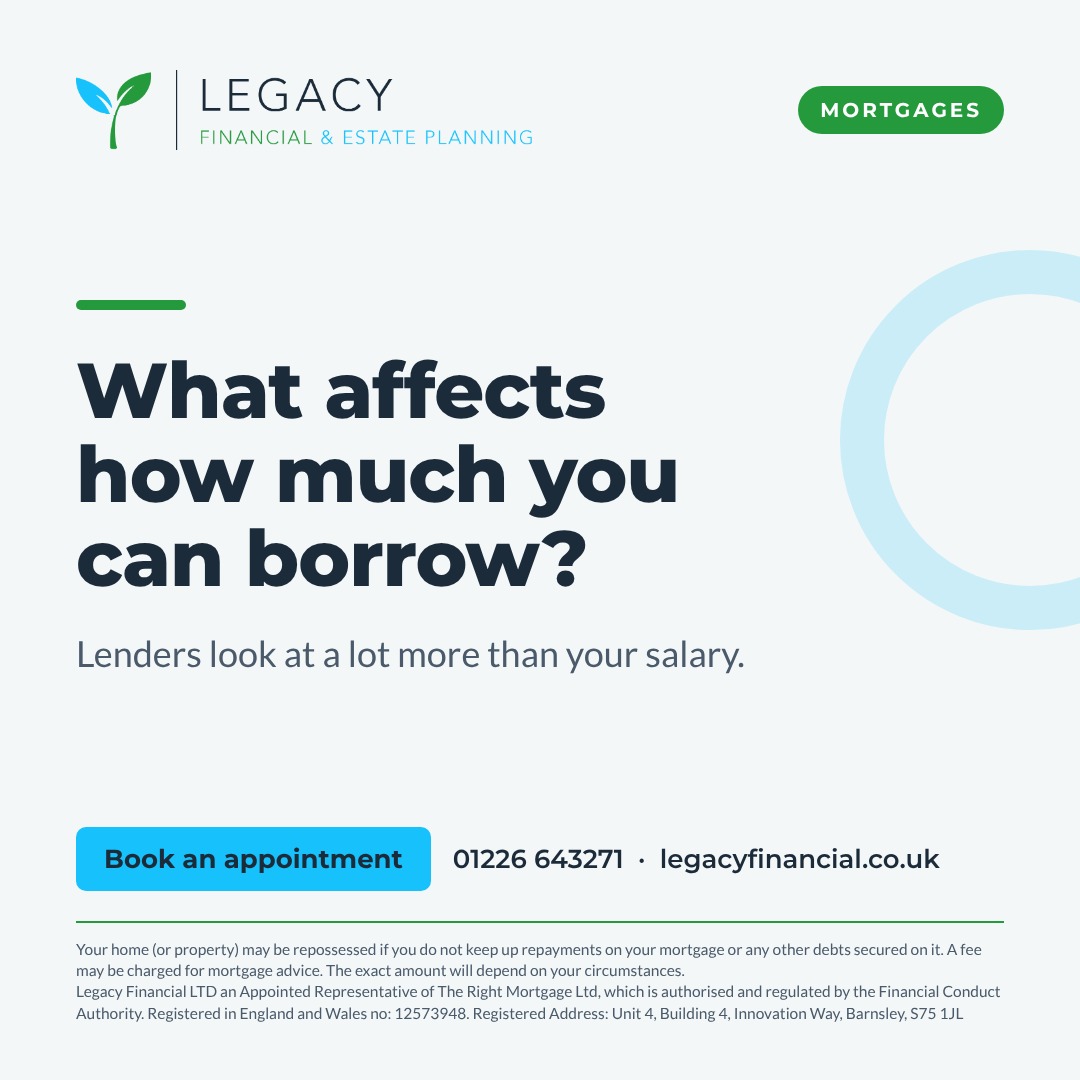 LEGACY
FINANCIAL & ESTATE PLANNING
MORTGAGES
What affects
how much you
can borrow?
Lenders look at a lot more than your salary.
Book an appointment
01226 643271 · legacyfinancial.co.uk
Your home (or property) may be repossessed if you do not keep up repayments on your mortgage or any other debts secured on it. A fee
may be charged for mortgage advice. The exact amount will depend on your circumstances.
Legacy Financial LTD an Appointed Representative of The Right Mortgage Ltd, which is authorised and regulated by the Financial Conduct
Authority. Registered in England and Wales no: 12573948. Registered Address: Unit 4, Building 4, Innovation Way, Barnsley, S75 1JL